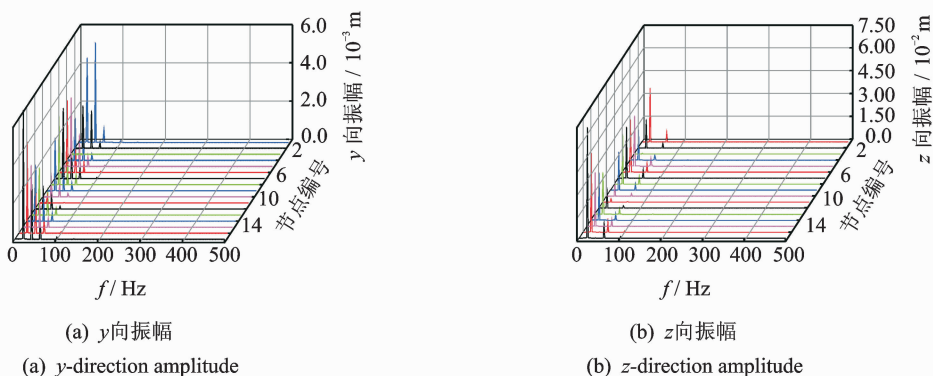 6.0
4.0
2.0
0.0
y 向振幅 / 10⁻³ m
2
6
10
14
节点编号
0 100 200 300 400 500
f / Hz
(a) y向振幅
(a) y-direction amplitude
7.50
6.00
4.50
3.00
1.50
0.0
z 向振幅 / 10⁻² m
2
6
10
14
节点编号
0 100 200 300 400 500
f / Hz
(b) z向振幅
(b) z-direction amplitude